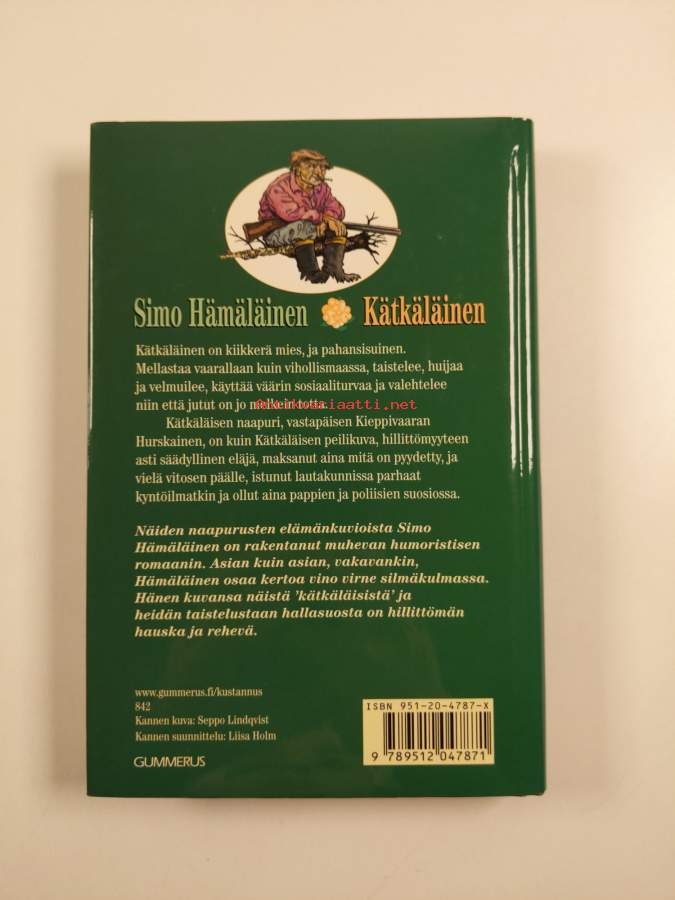 Simo Hämäläinen Kätkäläinen
Kätkäläinen on kiikkerä mies, ja pahansisuinen.
Mellastaa vaarallaan kuin vihollismaassa, taistelee, huijaa
ja velmuilee, käyttää väärin sosiaaliturvaa ja valehtelee
niin että jutut on jo melkein totta.
Antikvariaatti.net
Kätkäläisen naapuri, vastapäisen Kieppivaaran
Hurskainen, on kuin Kätkäläisen peilikuva, hillittömyyteen
asti säädyllinen eläjä, maksanut aina mitä on pyydetty, ja
vielä vitosen päälle, istunut lautakunnissa parhaat
kyntöilmatkin ja ollut aina pappien ja poliisien suosiossa.
Näiden naapurusten elämänkuvioista Simo
Hämäläinen on rakentanut muhevan humoristisen
romaanin. Asian kuin asian, vakavankin,
Hämäläinen osaa kertoa vino virne silmäkulmassa.
Hänen kuvansa näistä 'kätkäläisistä' ja
heidän taistelustaan hallasuosta on hillittömän
hauska ja rehevä.
www.gummerus.fi/kustannus
842
Kannen kuva: Seppo Lindqvist
Kannen suunnittelu: Liisa Holm
GUMMERUS
ISBN 951-20-4787-X
9 789512 047871